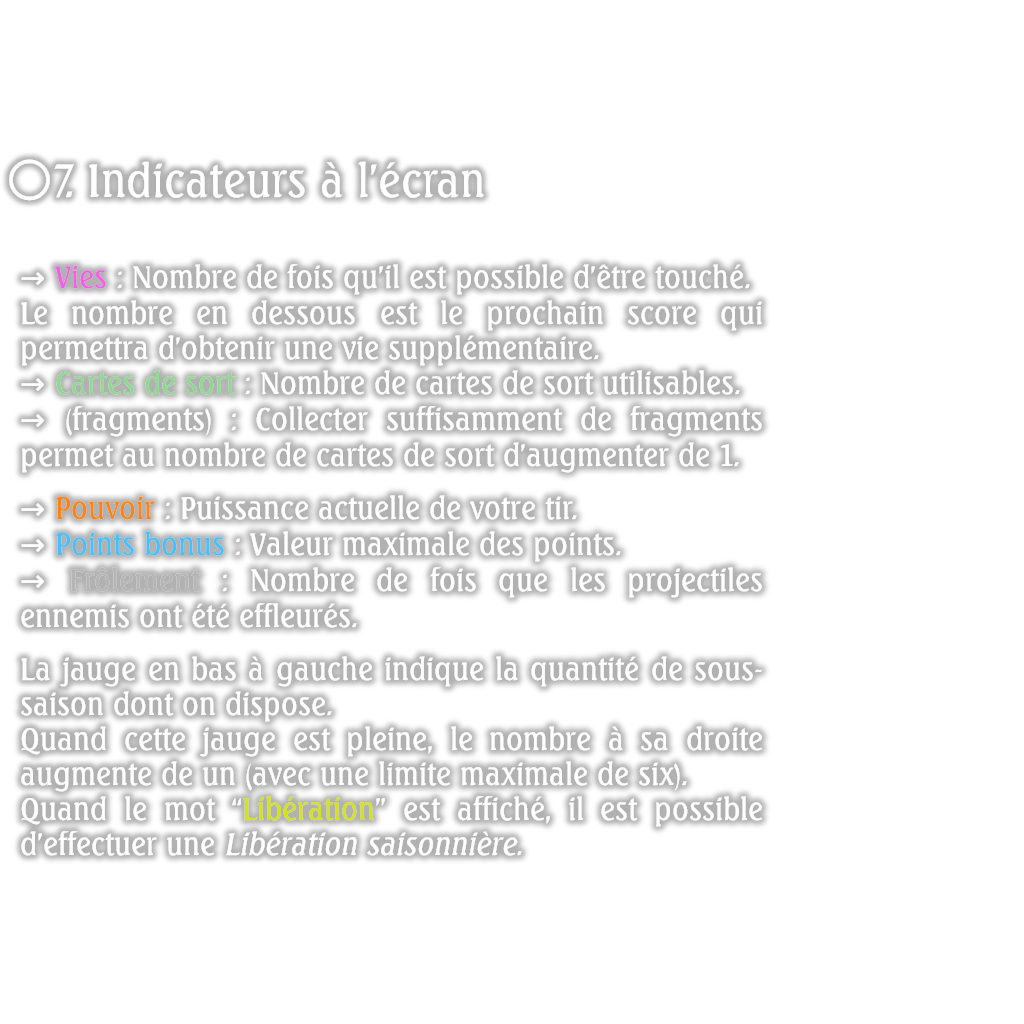 〇7. Indicateurs à l'écran
→ Vies : Nombre de fois qu'il est possible d'être touché.
Le nombre en dessous est le prochain score qui
permettra d'obtenir une vie supplémentaire.
→ Cartes de sort : Nombre de cartes de sort utilisables.
→ (fragments) : Collecter suffisamment de fragments
permet au nombre de cartes de sort d'augmenter de 1.
→ Pouvoir : Puissance actuelle de votre tir.
→ Points bonus : Valeur maximale des points.
→ Frôlement : Nombre de fois que les projectiles
ennemis ont été effleurés.
La jauge en bas à gauche indique la quantité de sous-
saison dont on dispose.
Quand cette jauge est pleine, le nombre à sa droite
augmente de un (avec une limite maximale de six).
Quand le mot “Libération” est affiché, il est possible
d'effectuer une Libération saisonnière.